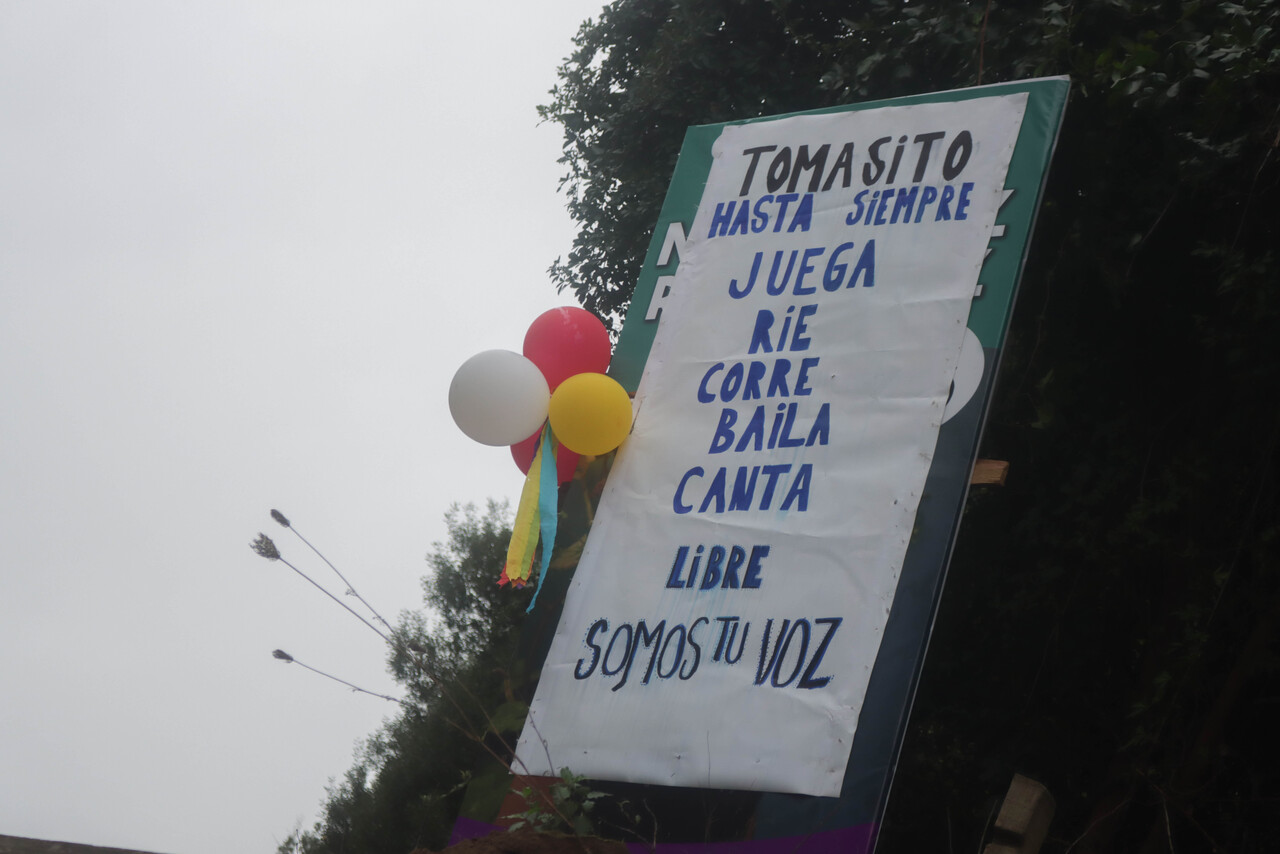 TOMASiTO
HASTA SiEMPRE
JUEGA
RiE
CORRE
BAiLA
CANTA
LiBRE
SOMOS TU VOZ